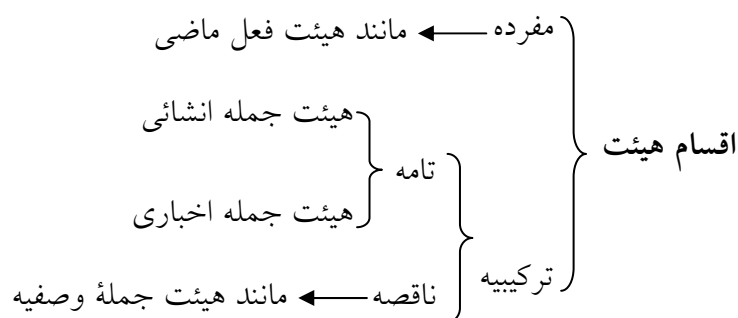 مفرده مانند هیئت فعل ماضی
هیئت جمله انشائی
اقسام هیئت
تامه
هیئت جمله اخباری
ترکیبیه
ناقصه مانند هیئت جملهٔ وصفیه